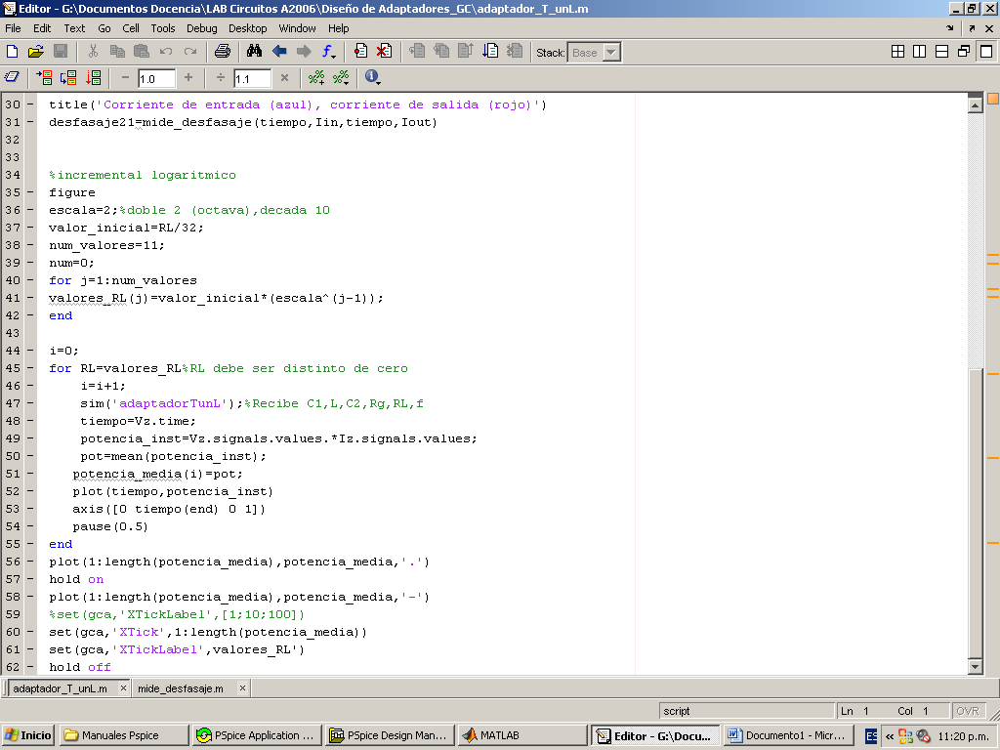 Editor - G:\Documentos Docencia\LAB Circuitos A2006\Diseño de Adaptadores_GC\adaptador_T_unL.m
File Edit Text Go Cell Tools Debug Desktop Window Help
Stack: Base
1.0 1.1
30 - title('Corriente de entrada (azul), corriente de salida (rojo)')
31 - desfasaje21=mide_desfasaje(tiempo,Iin,tiempo,Iout)
32
33
34 %incremental logaritmico
35 - figure
36 - escala=2;%doble 2 (octava),decada 10
37 - valor_inicial=RL/32;
38 - num_valores=11;
39 - num=0;
40 - for j=1:num_valores
41 - valores_RL(j)=valor_inicial*(escala^(j-1));
42 - end
43
44 - i=0;
45 - for RL=valores_RL%RL debe ser distinto de cero
46 - i=i+1;
47 - sim('adaptadorTunL');%Recibe C1,L,C2,Rg,RL,f
48 - tiempo=Vz.time;
49 - potencia_inst=Vz.signals.values.*Iz.signals.values;
50 - pot=mean(potencia_inst);
51 - potencia_media(i)=pot;
52 - plot(tiempo,potencia_inst)
53 - axis([0 tiempo(end) 0 1])
54 - pause(0.5)
55 - end
56 - plot(1:length(potencia_media),potencia_media,'.')
57 - hold on
58 - plot(1:length(potencia_media),potencia_media,'-')
59 %set(gca,'XTickLabel',[1;10;100])
60 - set(gca,'XTick',1:length(potencia_media))
61 - set(gca,'XTickLabel',valores_RL')
62 - hold off
adaptador_T_unL.m × mide_desfasaje.m ×
script Ln 1 Col 1 OVR
Inicio Manuales Pspice PSpice Application ... PSpice Design Man... MATLAB Editor - G:\Docu... Documento1 - Micr... ES « 11:20 p.m.